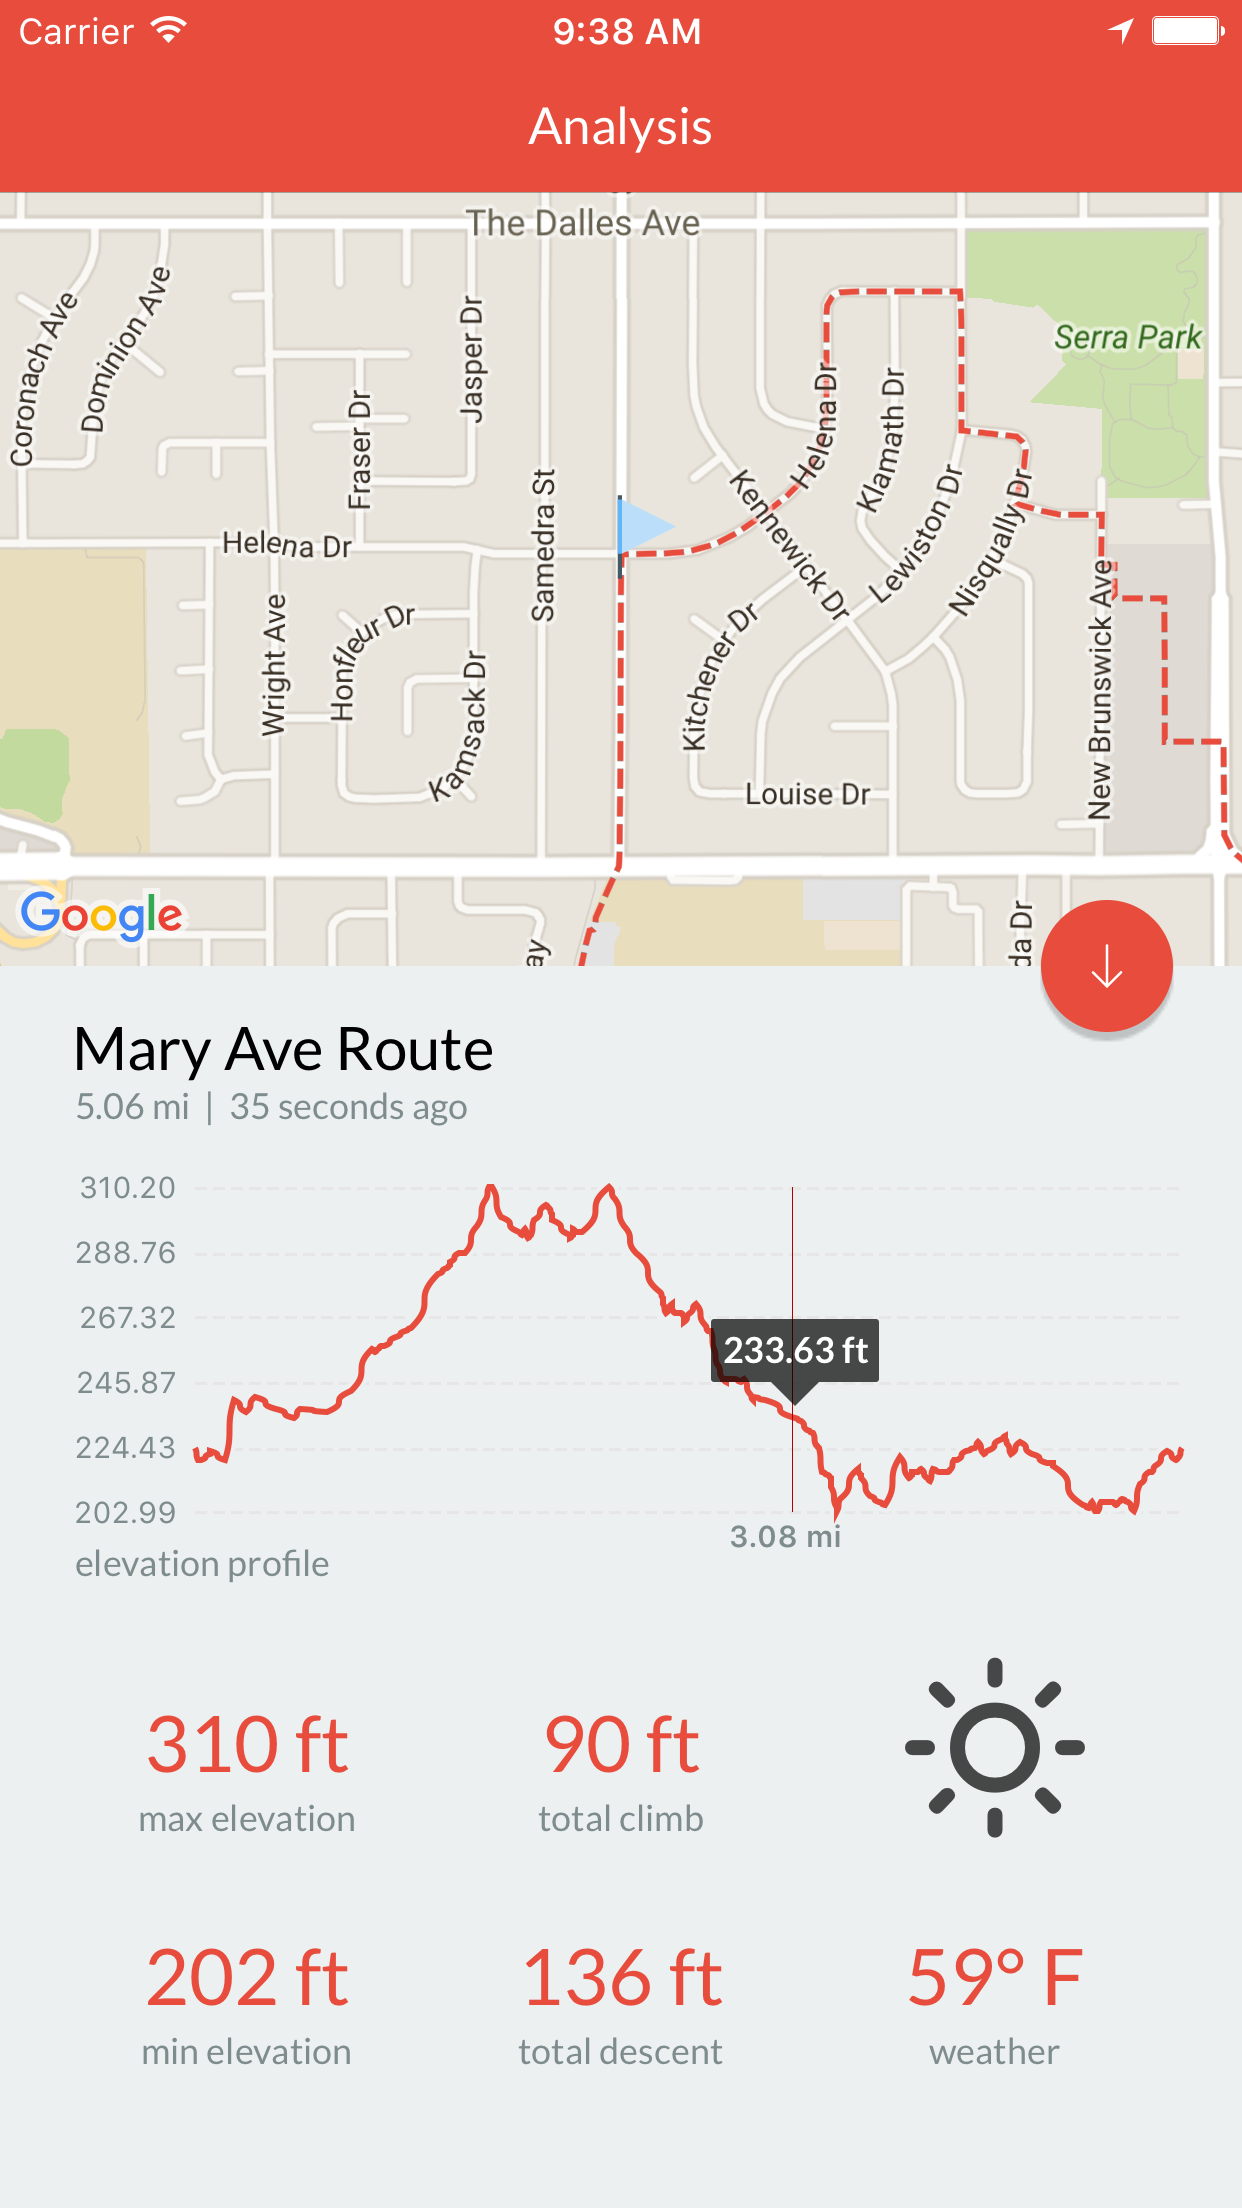 Carrier 9:38 AM
Analysis
The Dalles Ave
Coronach Ave
Dominion Ave
Jasper Dr
Fraser Dr
Serra Park
Helena Dr
Klamath Dr
Samedra St
Kennewick Dr
Lewiston Dr
Nisqually Dr
Helena Dr
Wright Ave
Honfleur Dr
Kamsack Dr
Kitchener Dr
New Brunswick Ave
Louise Dr
Google
ay
da Dr
Mary Ave Route
5.06 mi | 35 seconds ago
310.20
288.76
267.32
233.63 ft
245.87
224.43
202.99
3.08 mi
elevation profile
310 ft 90 ft
max elevation total climb
202 ft 136 ft 59° F
min elevation total descent weather